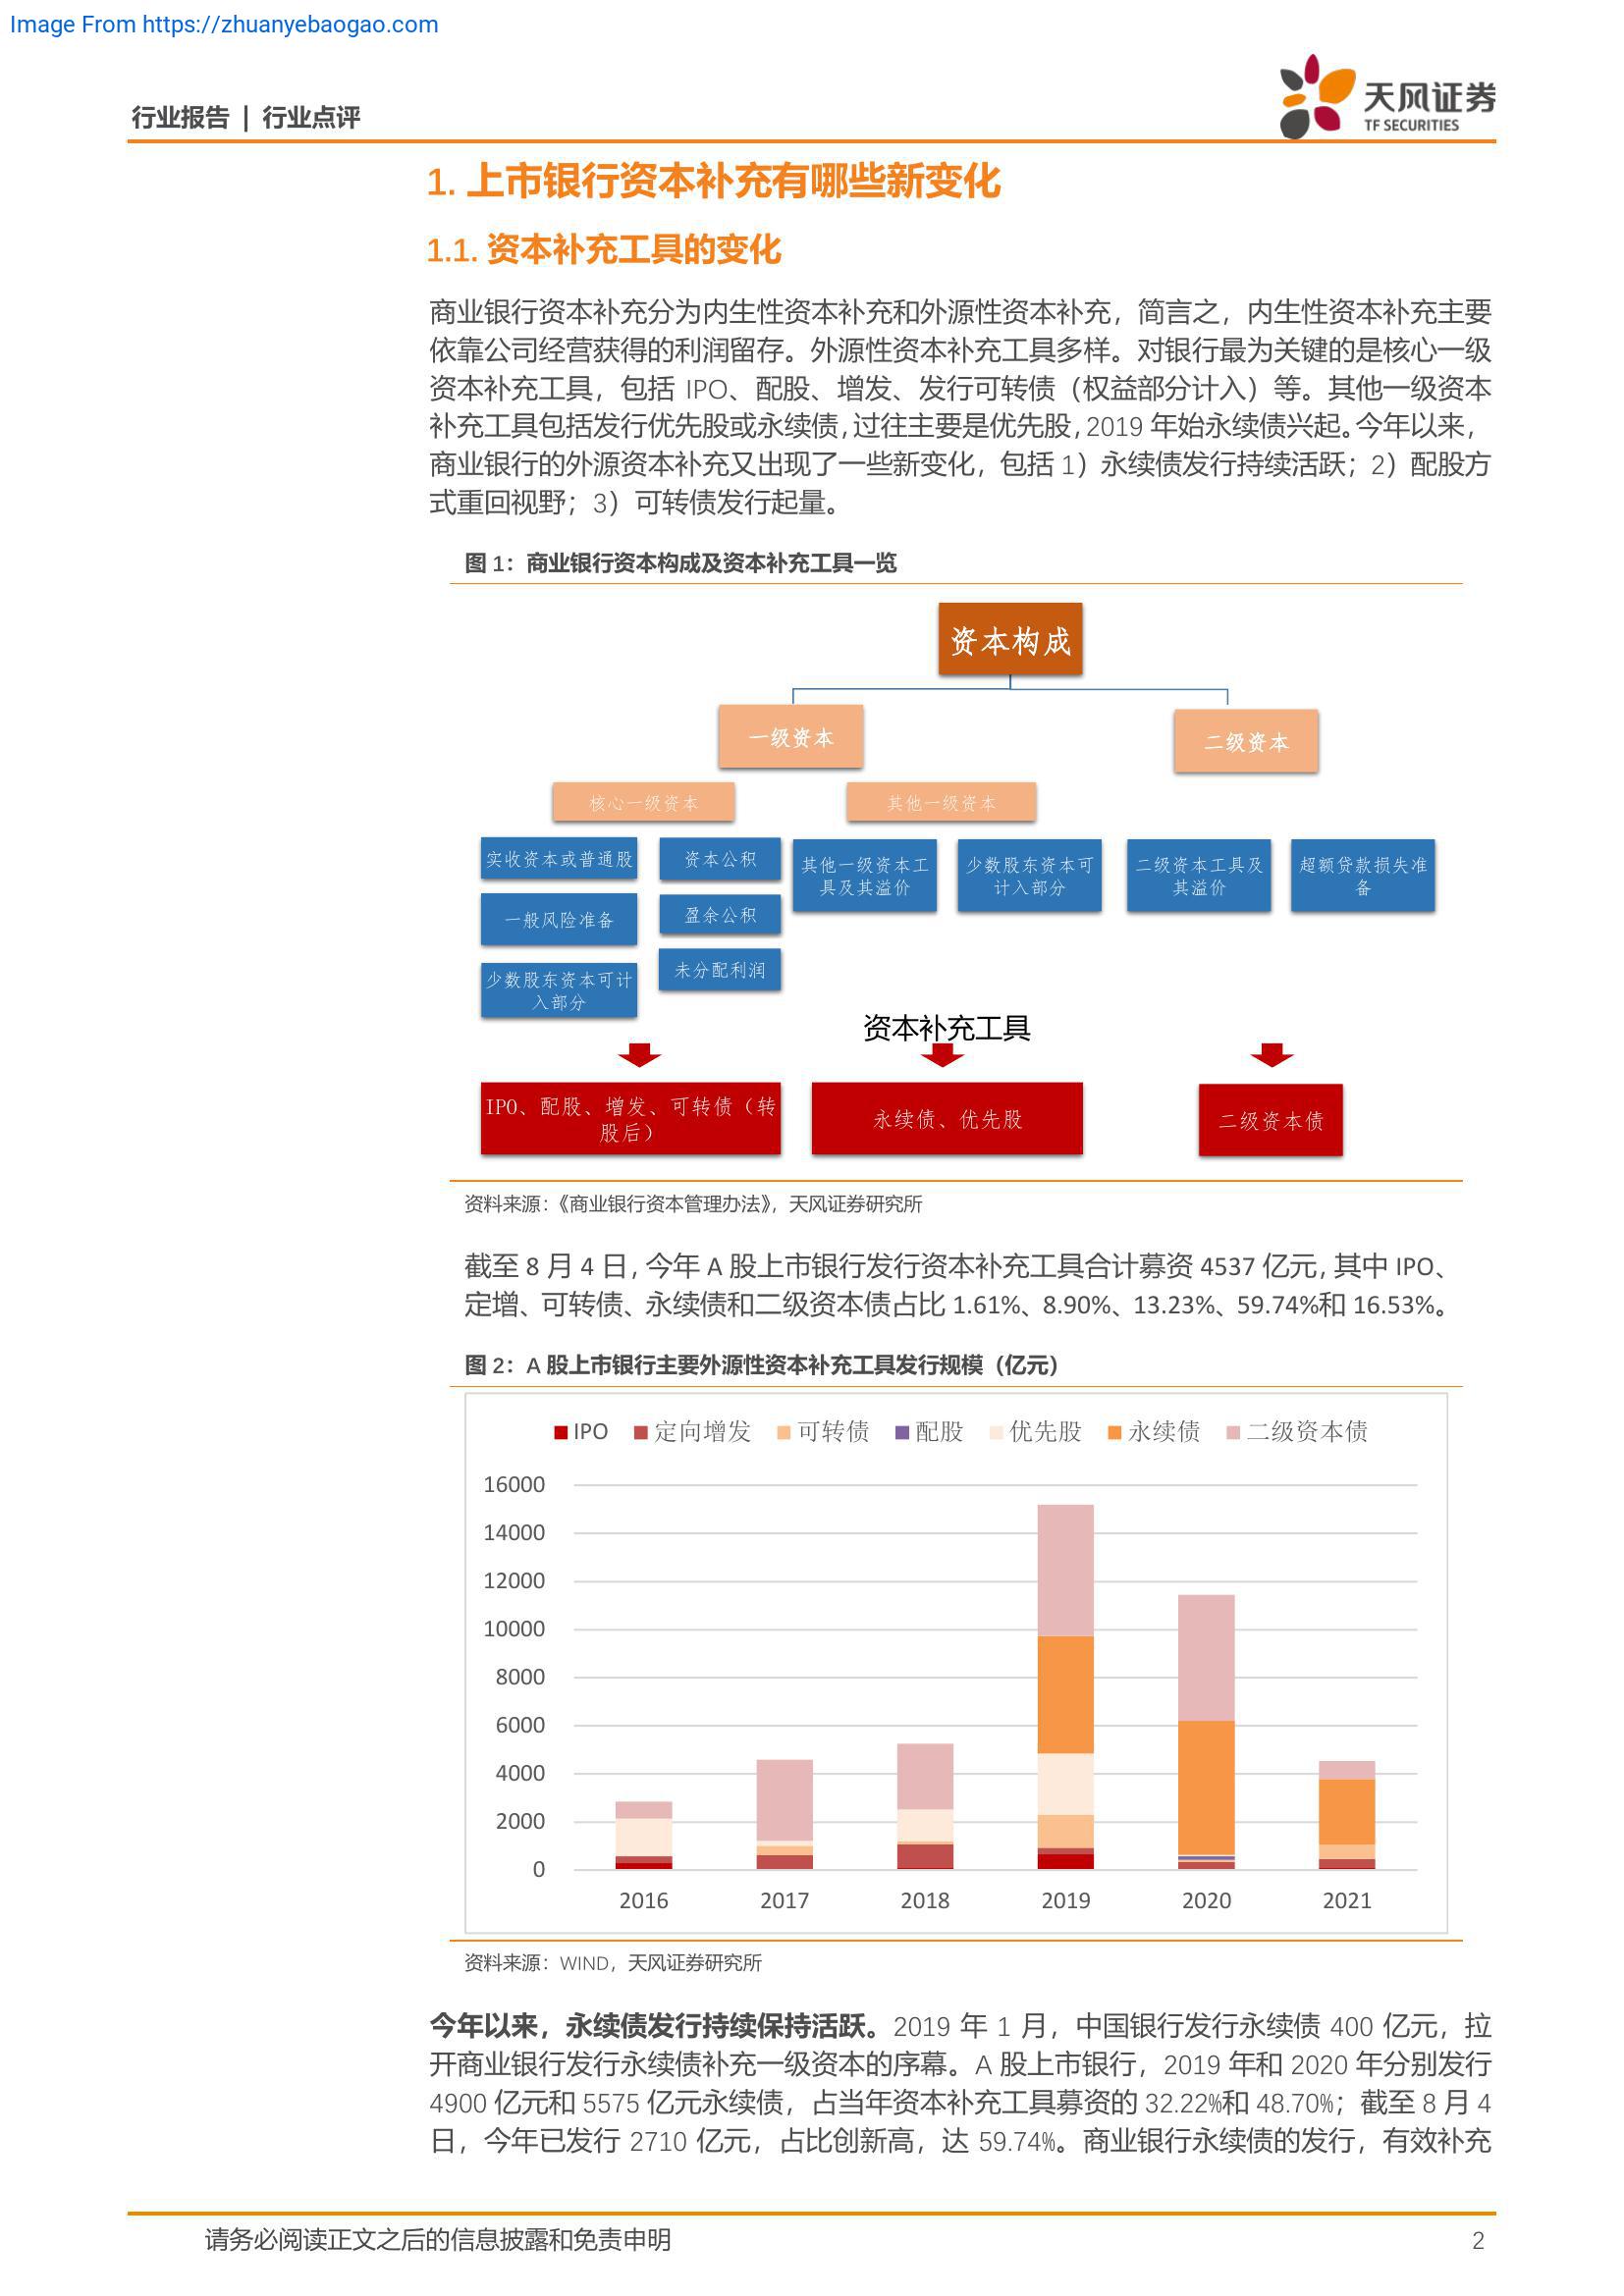 Image From https://zhuanyebaogao.com
行业报告 | 行业点评
天风证券
TF SECURITIES
1. 上市银行资本补充有哪些新变化
1.1. 资本补充工具的变化
商业银行资本补充分为内生性资本补充和外源性资本补充，简言之，内生性资本补充主要
依靠公司经营获得的利润留存。外源性资本补充工具多样。对银行最为关键的是核心一级
资本补充工具，包括 IPO、配股、增发、发行可转债（权益部分计入）等。其他一级资本
补充工具包括发行优先股或永续债，过往主要是优先股，2019 年始永续债兴起。今年以来，
商业银行的外源资本补充又出现了一些新变化，包括 1）永续债发行持续活跃；2）配股方
式重回视野；3）可转债发行起量。
图 1：商业银行资本构成及资本补充工具一览
资本构成
一级资本
二级资本
核心一级资本
其他一级资本
实收资本或普通股
资本公积
其他一级资本工
具及其溢价
少数股东资本可
计入部分
二级资本工具及
其溢价
超额贷款损失准
备
一般风险准备
盈余公积
少数股东资本可计
入部分
未分配利润
资本补充工具
IPO、配股、增发、可转债（转
股后）
永续债、优先股
二级资本债
资料来源：《商业银行资本管理办法》，天风证券研究所
截至 8 月 4 日，今年 A 股上市银行发行资本补充工具合计募资 4537 亿元，其中 IPO、
定增、可转债、永续债和二级资本债占比 1.61%、8.90%、13.23%、59.74%和 16.53%。
图 2：A 股上市银行主要外源性资本补充工具发行规模（亿元）
IPO 定向增发 可转债 配股 优先股 永续债 二级资本债
16000
14000
12000
10000
8000
6000
4000
2000
0
2016 2017 2018 2019 2020 2021
资料来源：WIND，天风证券研究所
今年以来，永续债发行持续保持活跃。2019 年 1 月，中国银行发行永续债 400 亿元，拉
开商业银行发行永续债补充一级资本的序幕。A 股上市银行，2019 年和 2020 年分别发行
4900 亿元和 5575 亿元永续债，占当年资本补充工具募资的 32.22%和 48.70%；截至 8 月 4
日，今年已发行 2710 亿元，占比创新高，达 59.74%。商业银行永续债的发行，有效补充
请务必阅读正文之后的信息披露和免责申明
2